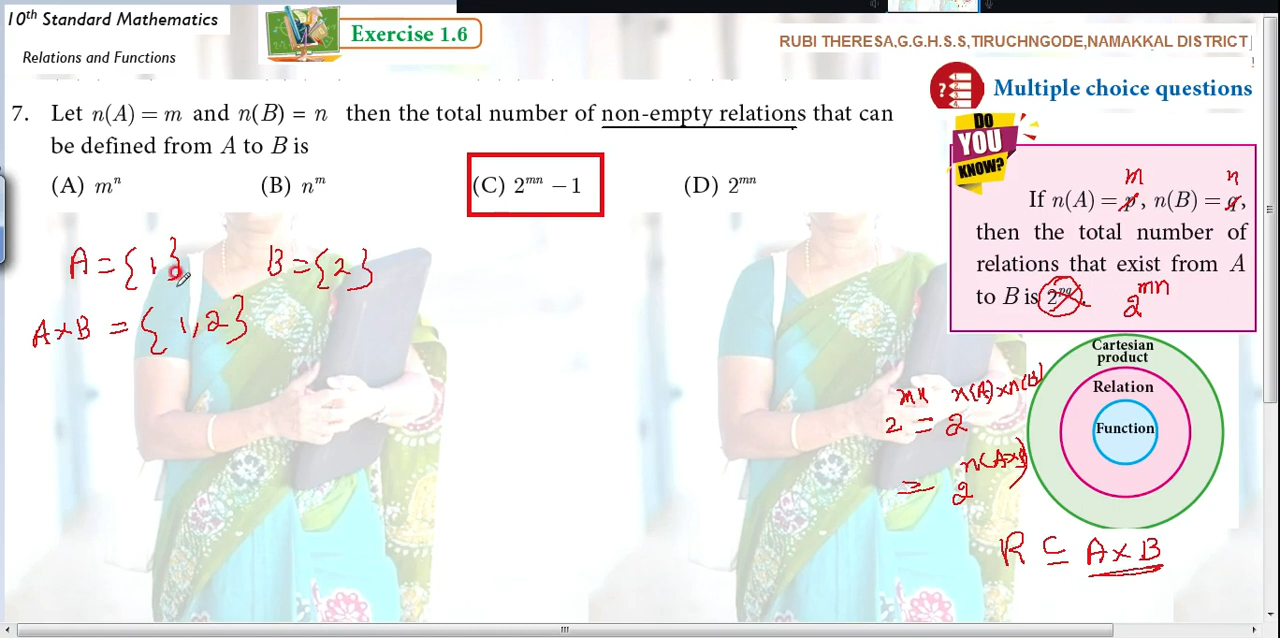 10th Standard Mathematics
Relations and Functions
Exercise 1.6
RUBI THERESA,G.G.H.S.S,TIRUCHNGODE,NAMAKKAL DISTRICT
Multiple choice questions
7. Let n(A) = m and n(B) = n then the total number of non-empty relations that can
be defined from A to B is
(A) mⁿ (B) nᵐ (C) 2ᵐⁿ − 1 (D) 2ᵐⁿ
A = {1} B = {2}
A×B = { 1,2}
DO
YOU
KNOW?
m n
If n(A) = p, n(B) = q,
then the total number of
relations that exist from A
to B is 2^pq. 2^mn
Cartesian
product
Relation
Function
2^mn = 2^n(A)×n(B)
= 2^n(A×B)
R ⊆ A×B